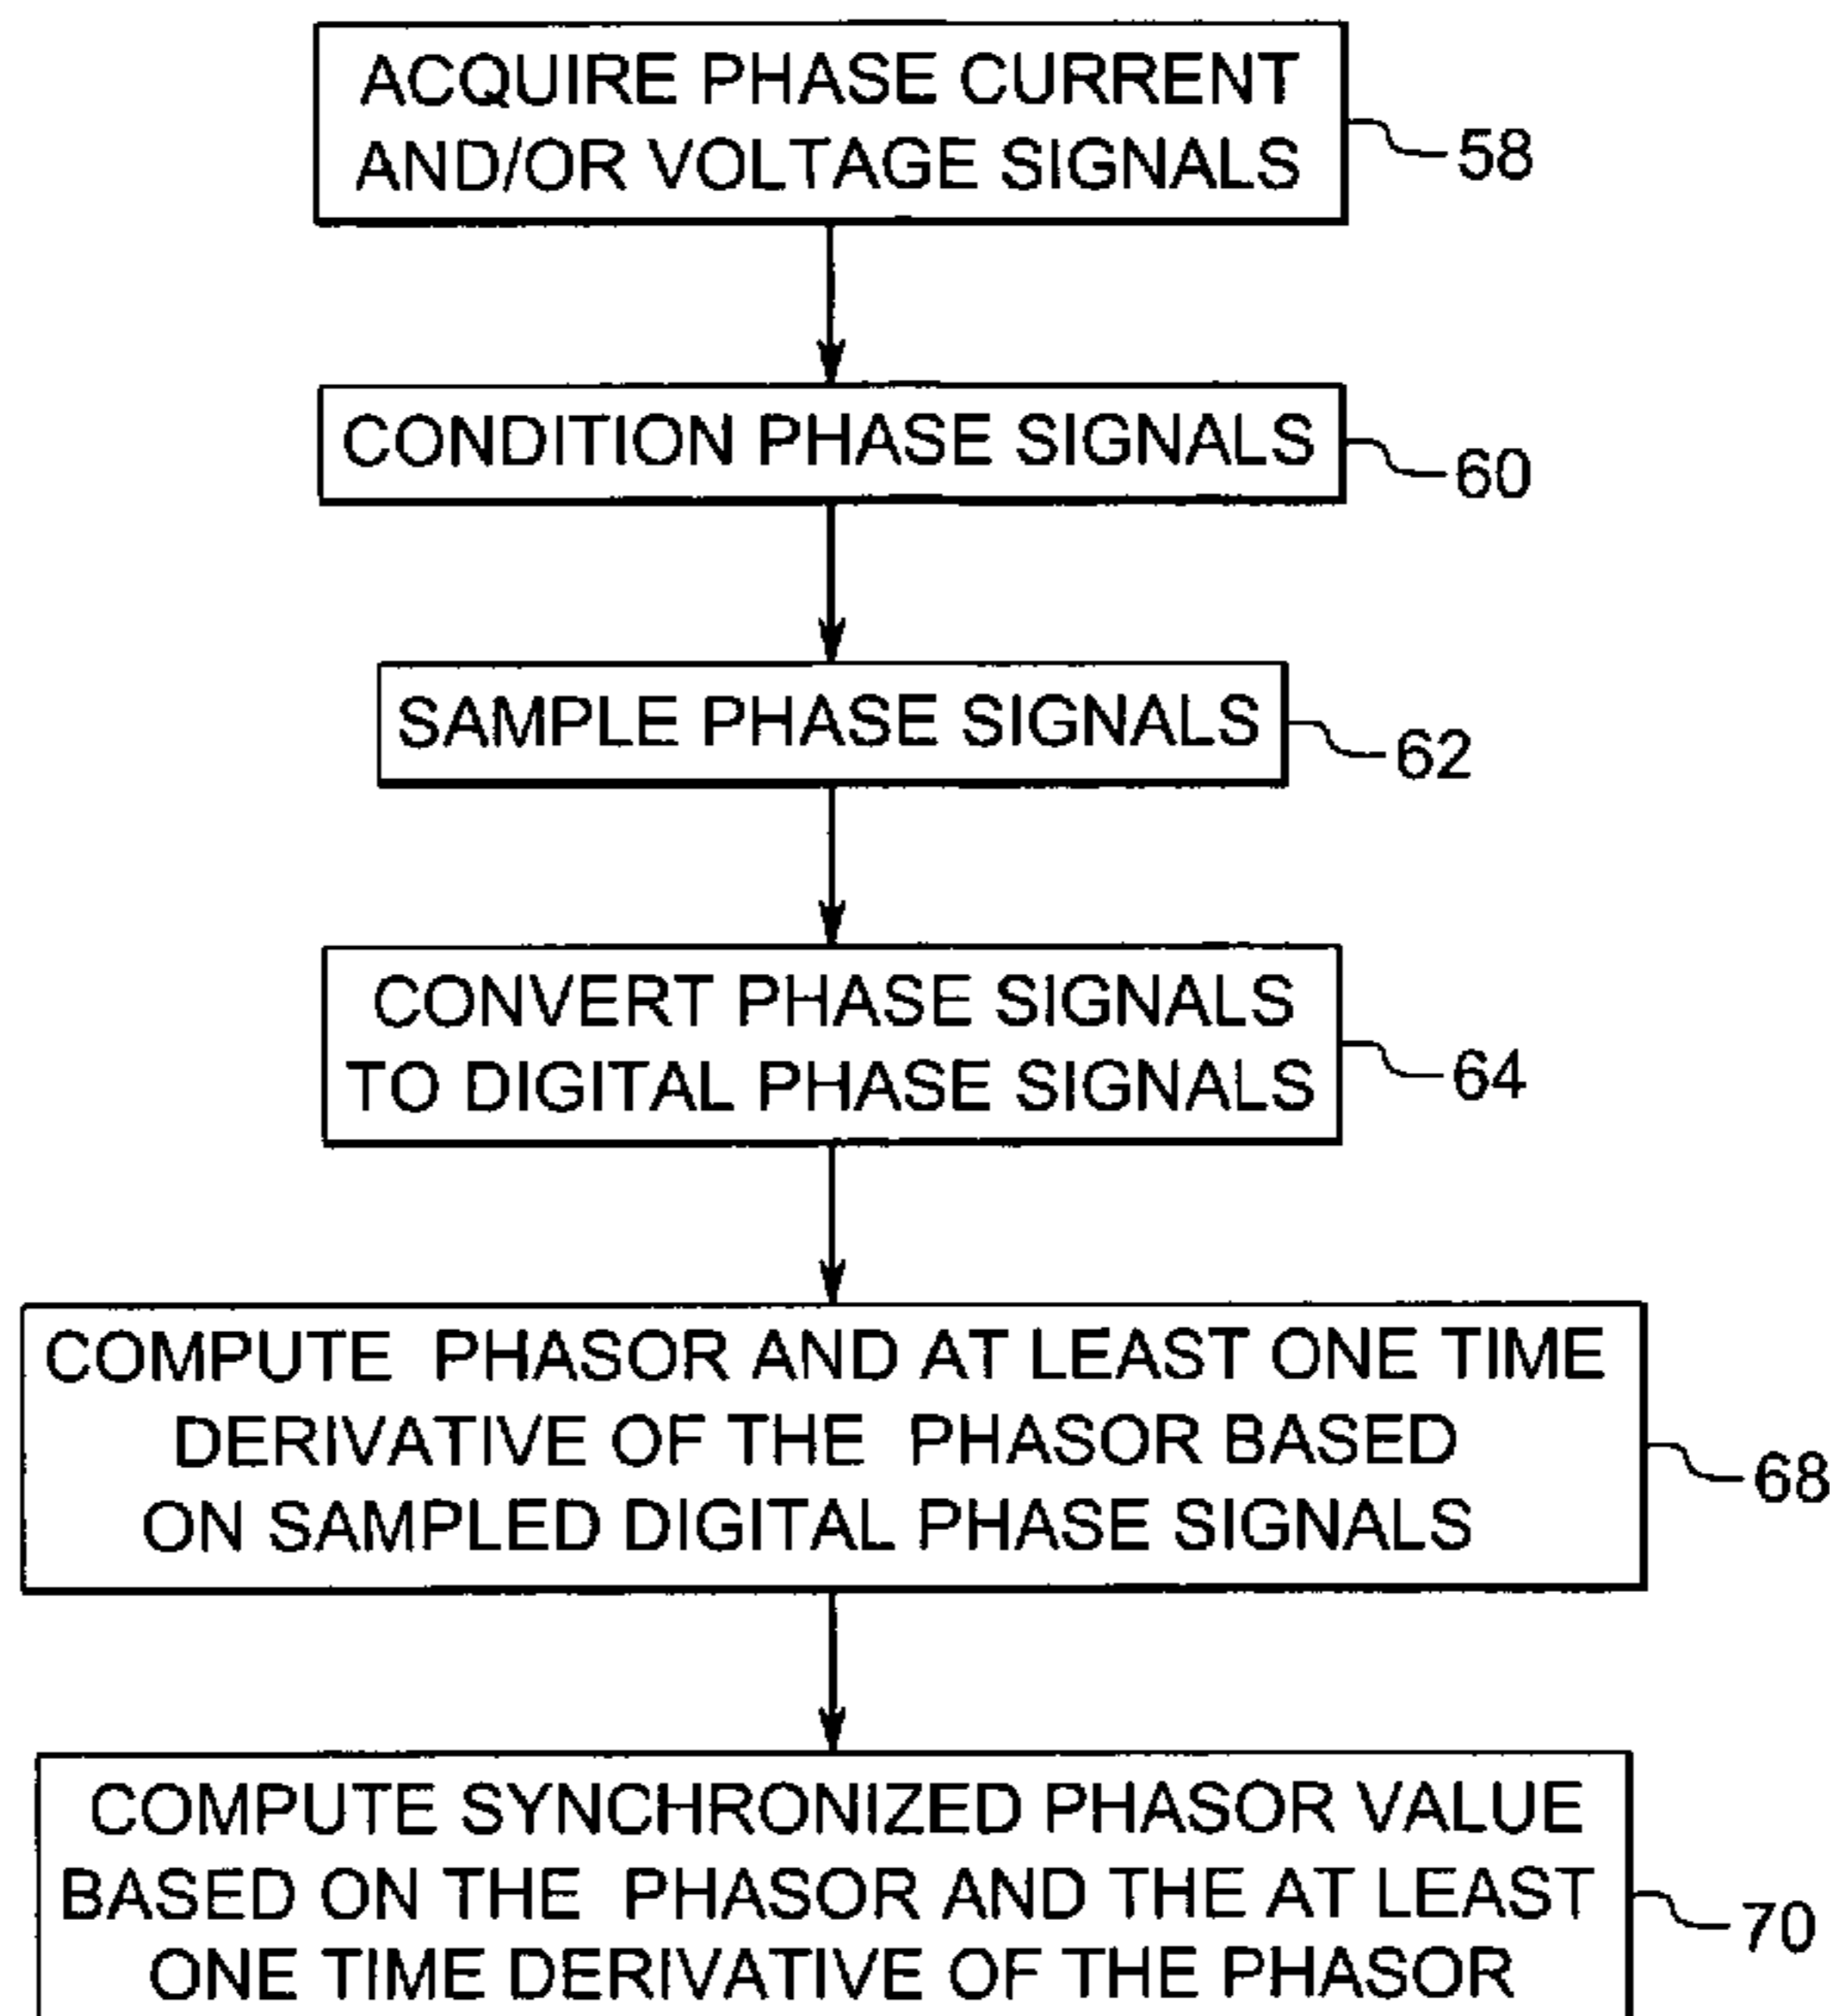 ACQUIRE PHASE CURRENT
AND/OR VOLTAGE SIGNALS
58
CONDITION PHASE SIGNALS
60
SAMPLE PHASE SIGNALS
62
CONVERT PHASE SIGNALS
TO DIGITAL PHASE SIGNALS
64
COMPUTE PHASOR AND AT LEAST ONE TIME
DERIVATIVE OF THE PHASOR BASED
ON SAMPLED DIGITAL PHASE SIGNALS
68
COMPUTE SYNCHRONIZED PHASOR VALUE
BASED ON THE PHASOR AND THE AT LEAST
ONE TIME DERIVATIVE OF THE PHASOR
70